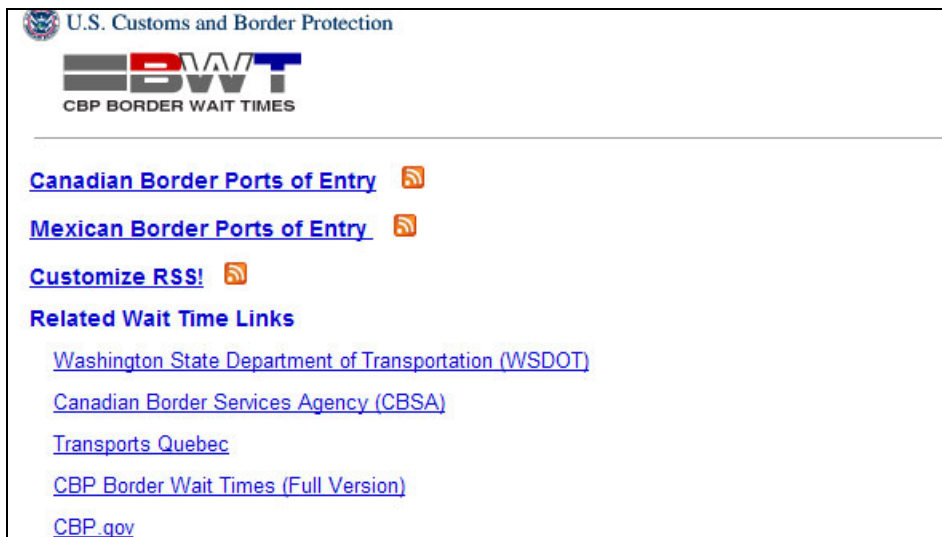 U.S. Customs and Border Protection
BWT
CBP BORDER WAIT TIMES
Canadian Border Ports of Entry
Mexican Border Ports of Entry
Customize RSS!
Related Wait Time Links
Washington State Department of Transportation (WSDOT)
Canadian Border Services Agency (CBSA)
Transports Quebec
CBP Border Wait Times (Full Version)
CBP.gov